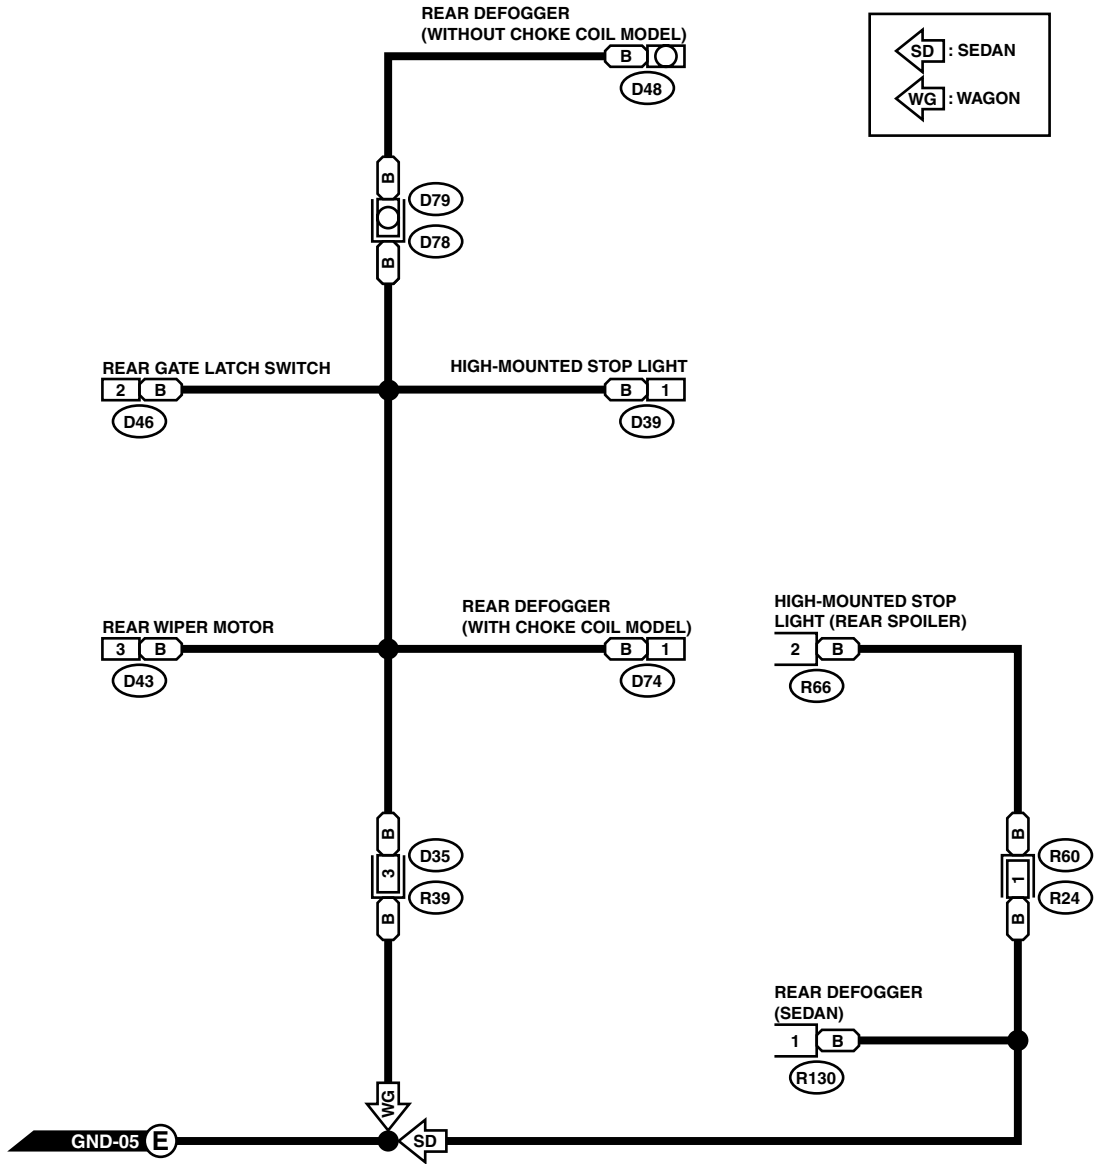 REAR DEFOGGER
(WITHOUT CHOKE COIL MODEL)
B
D48
SD : SEDAN
WG : WAGON
B
D79
D78
B
REAR GATE LATCH SWITCH
2 B
D46
HIGH-MOUNTED STOP LIGHT
B 1
D39
REAR WIPER MOTOR
3 B
D43
REAR DEFOGGER
(WITH CHOKE COIL MODEL)
B 1
D74
HIGH-MOUNTED STOP
LIGHT (REAR SPOILER)
2 B
R66
B
D35
3
R39
B
B
R60
1
R24
B
REAR DEFOGGER
(SEDAN)
1 B
R130
WG
GND-05 E
SD